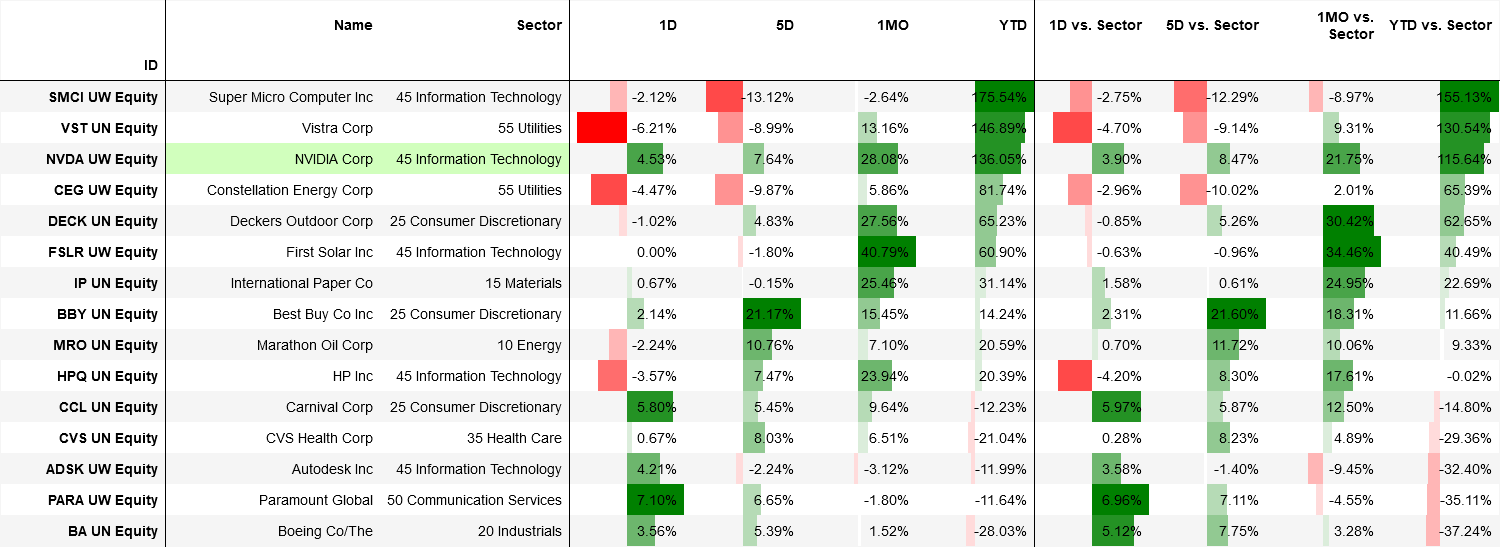 Name Sector 1D 5D 1MO YTD 1D vs. Sector 5D vs. Sector 1MO vs. Sector YTD vs. Sector
ID
SMCI UW Equity Super Micro Computer Inc 45 Information Technology -2.12% -13.12% -2.64% 175.54% -2.75% -12.29% -8.97% 155.13%
VST UN Equity Vistra Corp 55 Utilities -6.21% -8.99% 13.16% 146.89% -4.70% -9.14% 9.31% 130.54%
NVDA UW Equity NVIDIA Corp 45 Information Technology 4.53% 7.64% 28.08% 136.05% 3.90% 8.47% 21.75% 115.64%
CEG UW Equity Constellation Energy Corp 55 Utilities -4.47% -9.87% 5.86% 81.74% -2.96% -10.02% 2.01% 65.39%
DECK UN Equity Deckers Outdoor Corp 25 Consumer Discretionary -1.02% 4.83% 27.56% 65.23% -0.85% 5.26% 30.42% 62.65%
FSLR UW Equity First Solar Inc 45 Information Technology 0.00% -1.80% 40.79% 60.90% -0.63% -0.96% 34.46% 40.49%
IP UN Equity International Paper Co 15 Materials 0.67% -0.15% 25.46% 31.14% 1.58% 0.61% 24.95% 22.69%
BBY UN Equity Best Buy Co Inc 25 Consumer Discretionary 2.14% 21.17% 15.45% 14.24% 2.31% 21.60% 18.31% 11.66%
MRO UN Equity Marathon Oil Corp 10 Energy -2.24% 10.76% 7.10% 20.59% 0.70% 11.72% 10.06% 9.33%
HPQ UN Equity HP Inc 45 Information Technology -3.57% 7.47% 23.94% 20.39% -4.20% 8.30% 17.61% -0.02%
CCL UN Equity Carnival Corp 25 Consumer Discretionary 5.80% 5.45% 9.64% -12.23% 5.97% 5.87% 12.50% -14.80%
CVS UN Equity CVS Health Corp 35 Health Care 0.67% 8.03% 6.51% -21.04% 0.28% 8.23% 4.89% -29.36%
ADSK UW Equity Autodesk Inc 45 Information Technology 4.21% -2.24% -3.12% -11.99% 3.58% -1.40% -9.45% -32.40%
PARA UW Equity Paramount Global 50 Communication Services 7.10% 6.65% -1.80% -11.64% 6.96% 7.11% -4.55% -35.11%
BA UN Equity Boeing Co/The 20 Industrials 3.56% 5.39% 1.52% -28.03% 5.12% 7.75% 3.28% -37.24%